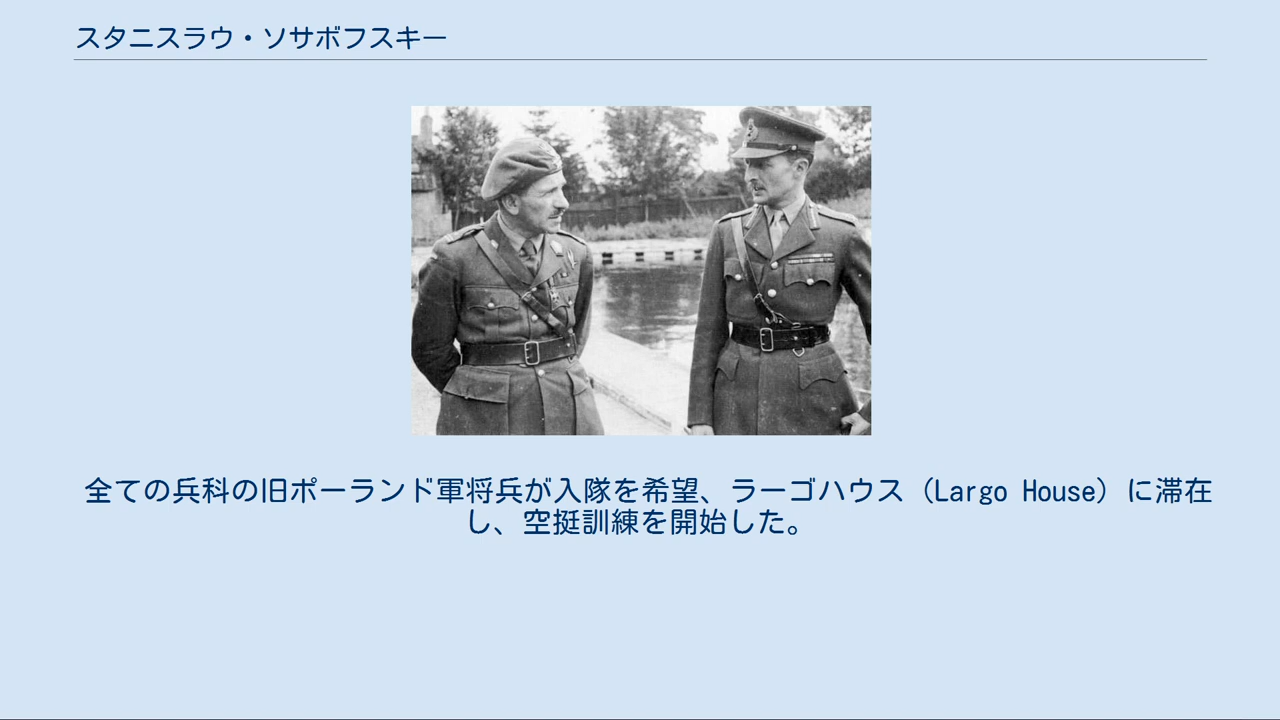 スタニスラウ・ソサボフスキー
全ての兵科の旧ポーランド軍将兵が入隊を希望、ラーゴハウス（Largo House）に滞在
し、空挺訓練を開始した。